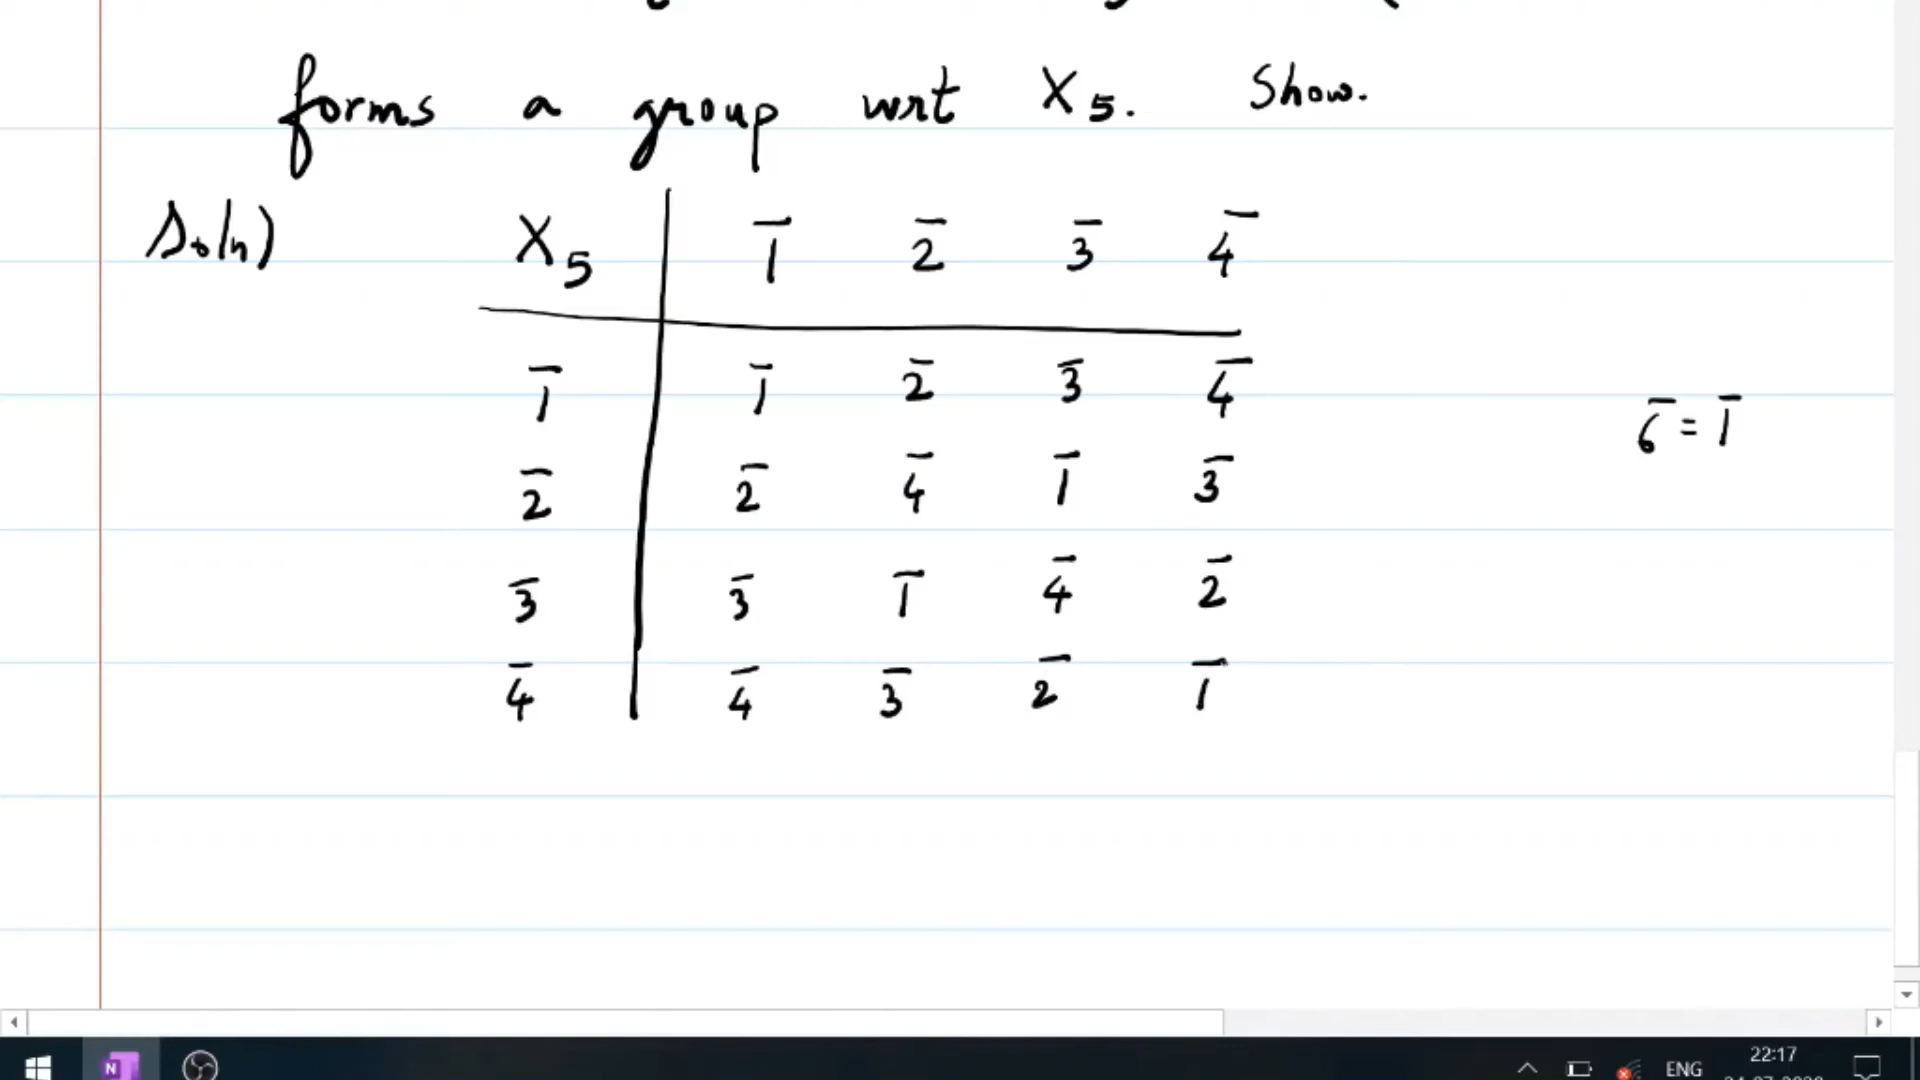 forms a group wrt X5. Show.
Soln) X5 1̅ 2̅ 3̅ 4̅
1̅ 1̅ 2̅ 3̅ 4̅
6̅ = 1̅
2̅ 2̅ 4̅ 1̅ 3̅
3̅ 3̅ 1̅ 4̅ 2̅
4̅ 4̅ 3̅ 2̅ 1̅
N ENG 22:17